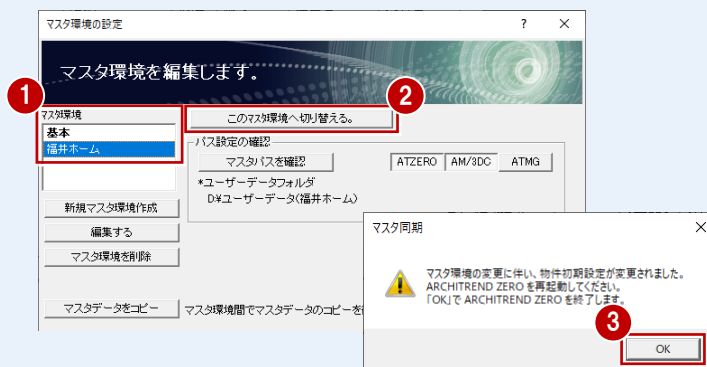 マスタ環境の設定
? ×
マスタ環境を編集します。
1
2
マスタ環境
基本
福井ホーム
このマスタ環境へ切り替える。
パス設定の確認
マスタパスを確認
ATZERO AM/3DC ATMG
*ユーザーデータフォルダ
D:¥ユーザーデータ(福井ホーム)
新規マスタ環境作成
編集する
マスタ環境を削除
マスタデータをコピー
マスタ環境間でマスタデータのコピーを
マスタ同期
×
マスタ環境の変更に伴い、物件初期設定が変更されました。
ARCHITREND ZERO を再起動してください。
「OK」で ARCHITREND ZERO を終了します。
3
OK